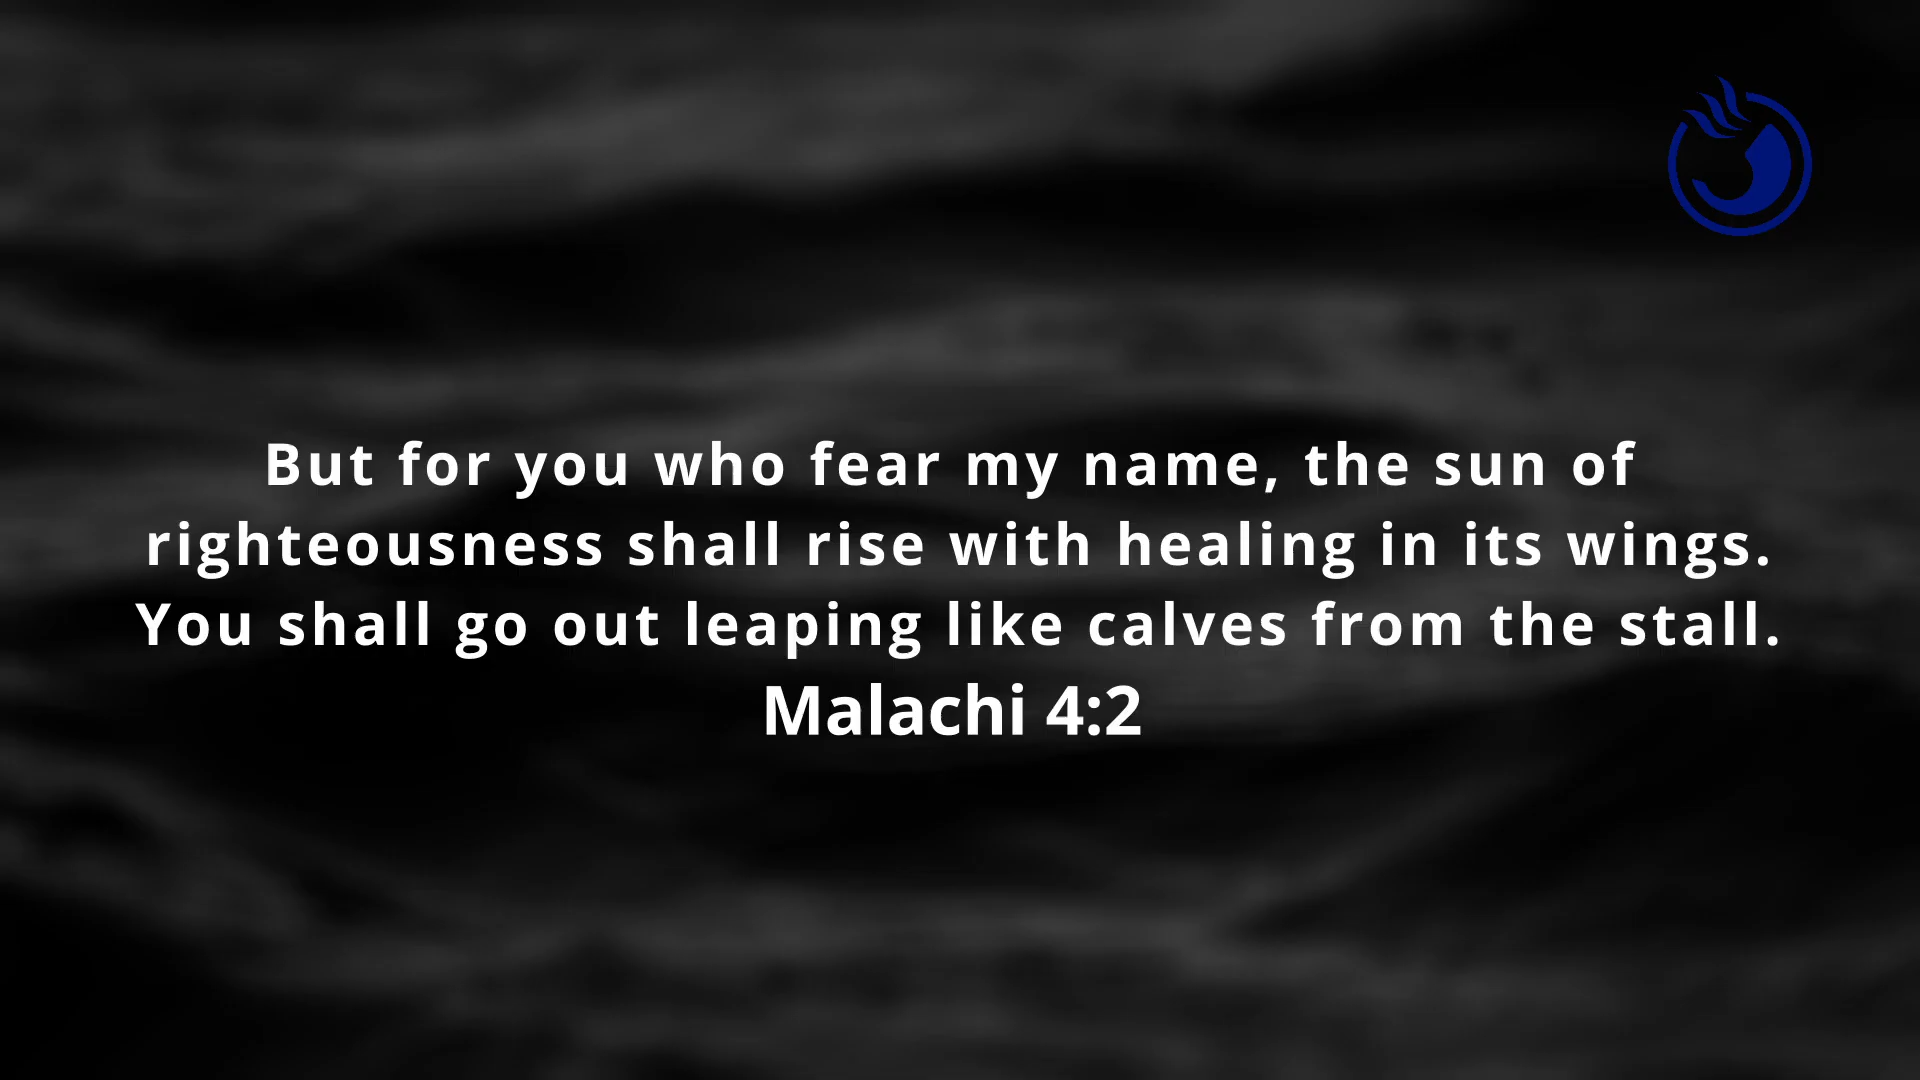 But for you who fear my name, the sun of
righteousness shall rise with healing in its wings.
You shall go out leaping like calves from the stall.
Malachi 4:2